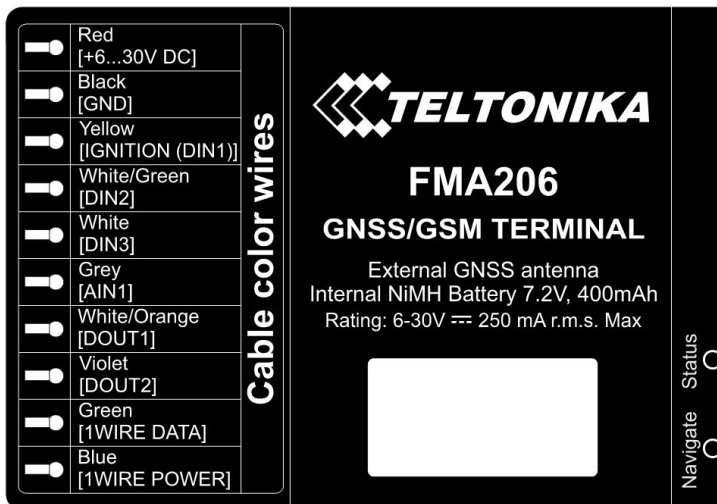 Red
[+6...30V DC]
Black
[GND]
Yellow
[IGNITION (DIN1)]
White/Green
[DIN2]
White
[DIN3]
Grey
[AIN1]
White/Orange
[DOUT1]
Violet
[DOUT2]
Green
[1WIRE DATA]
Blue
[1WIRE POWER]
Cable color wires
TELTONIKA
FMA206
GNSS/GSM TERMINAL
External GNSS antenna
Internal NiMH Battery 7.2V, 400mAh
Rating: 6-30V ⎓ 250 mA r.m.s. Max
Status
Navigate